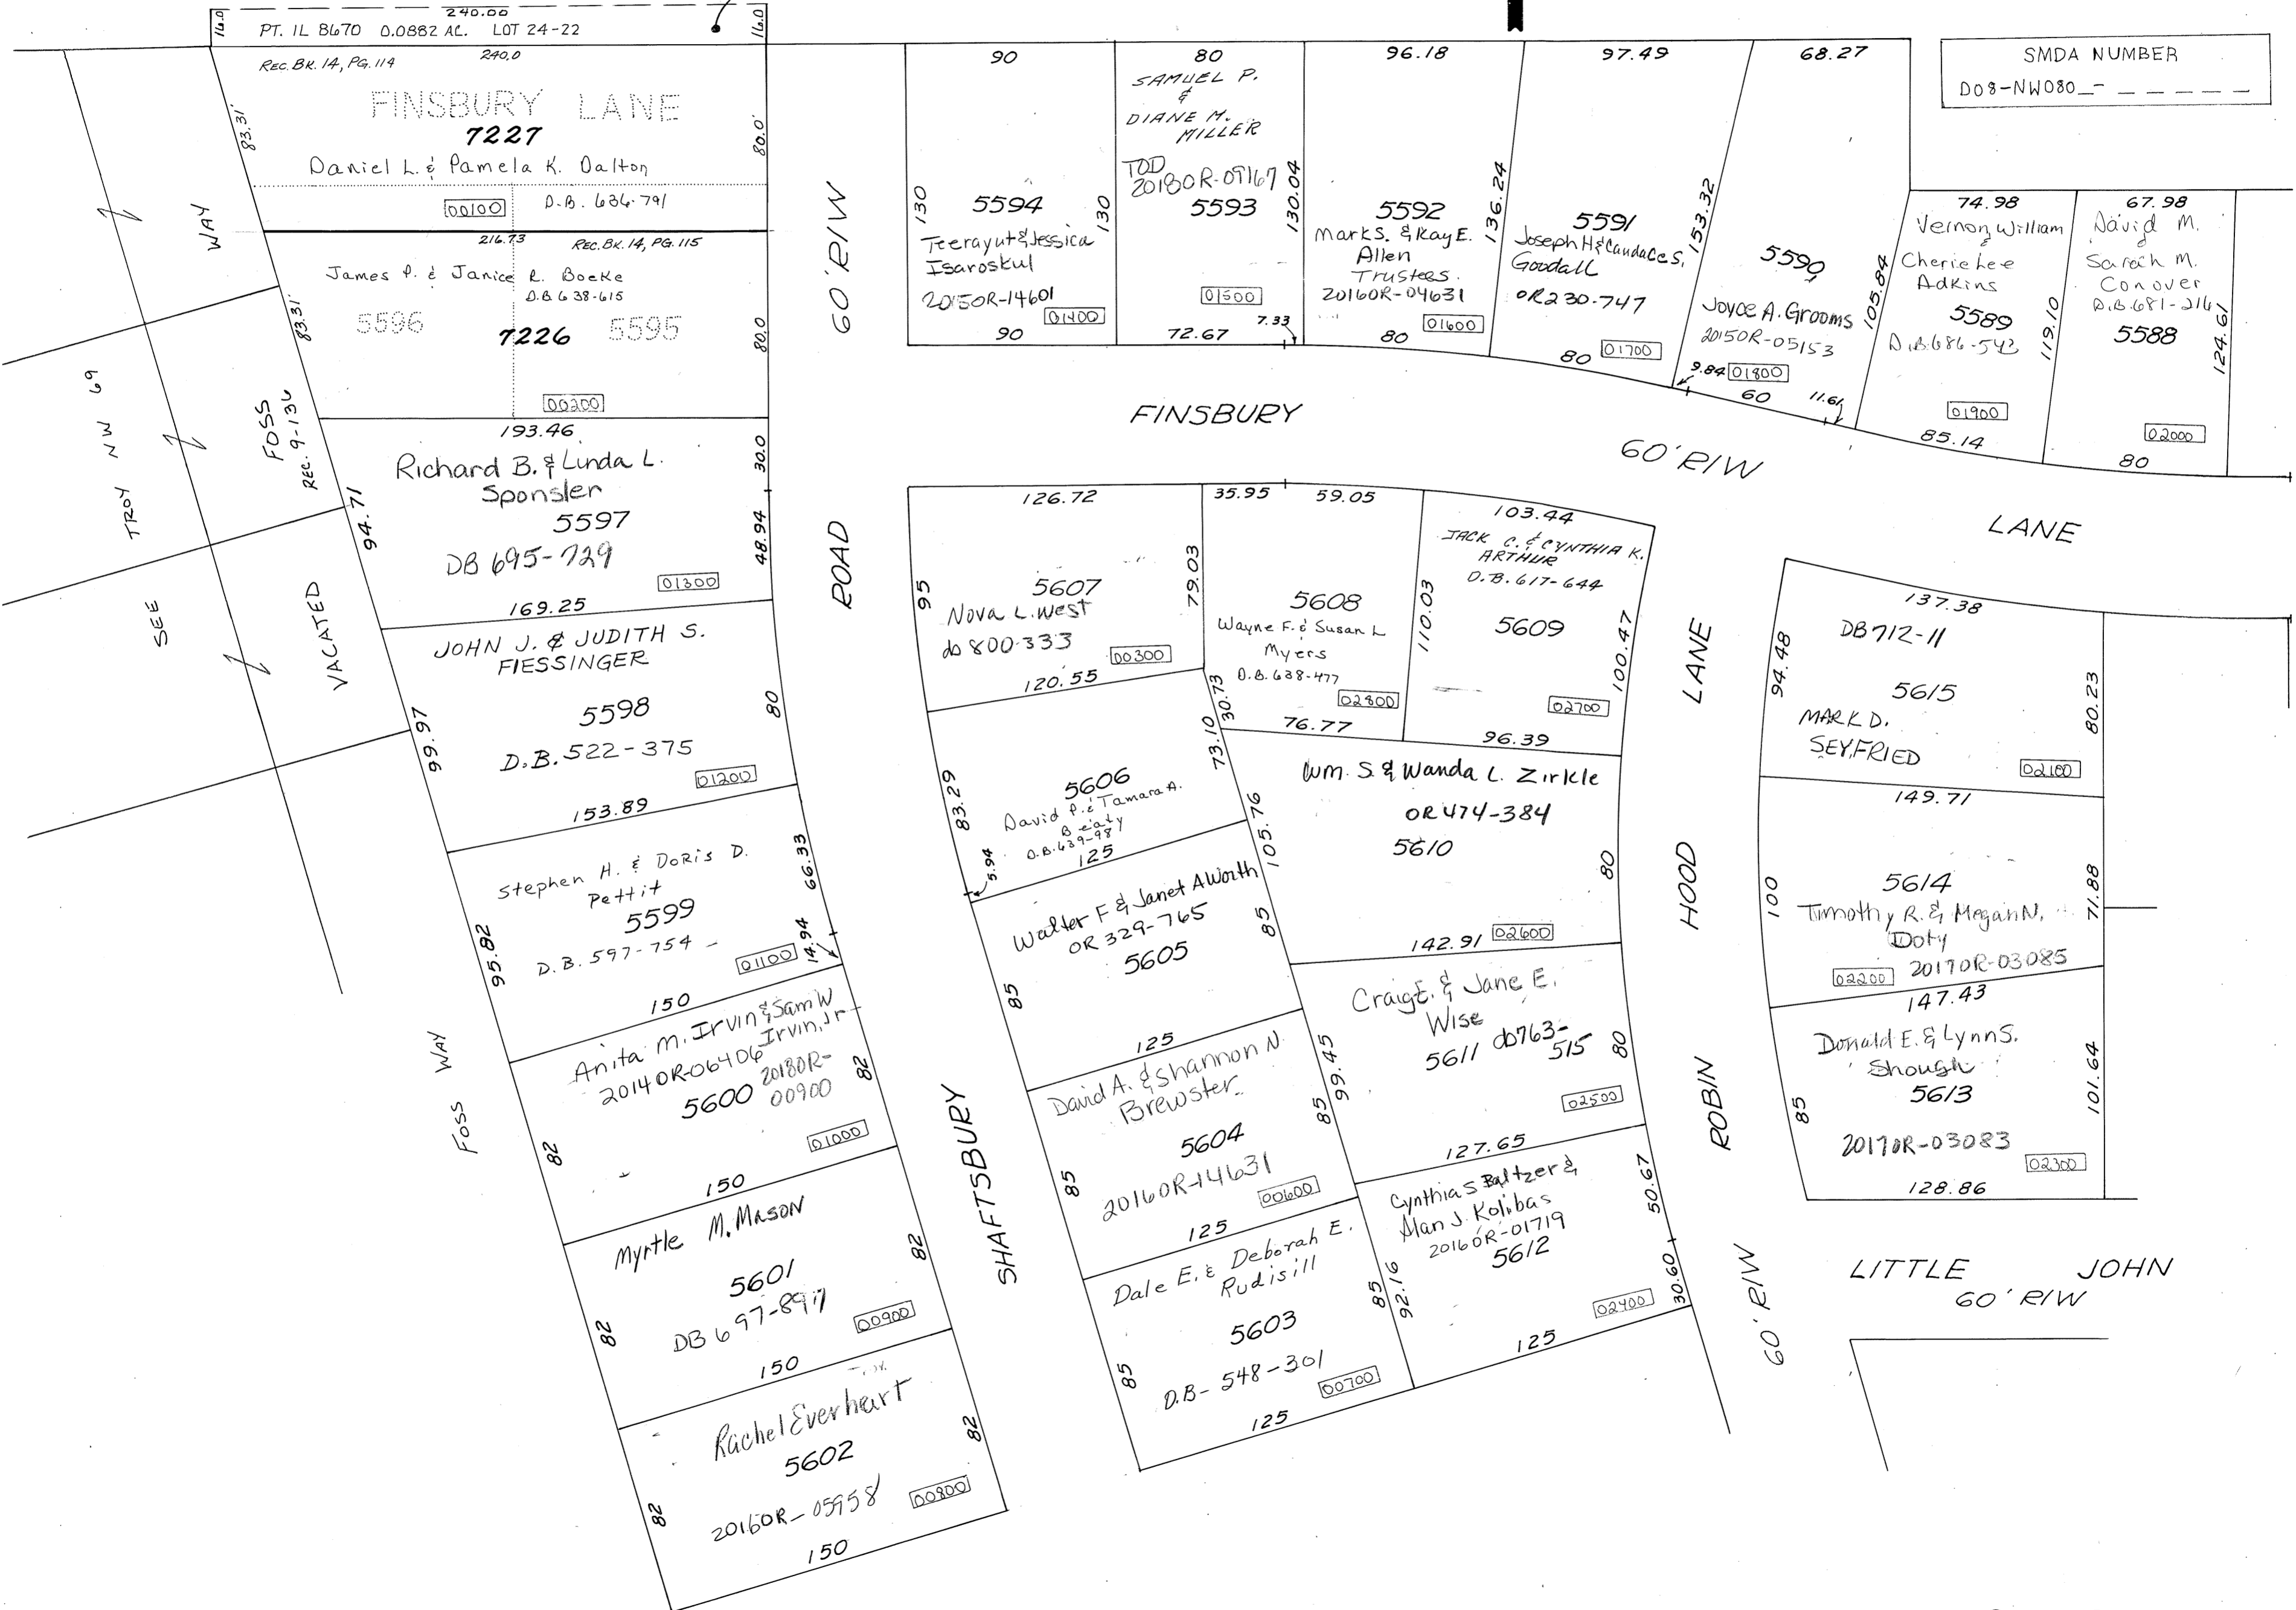 240.00
16.0
16.0
PT. IL 8670 0.0882 AC. LOT 24-22
REC. BK. 14, PG. 114
240.0
FINSBURY LANE
7227
83.31'
80.0'
Daniel L. & Pamela K. Dalton
00100
D.B. 636-791
216.73
REC. BK. 14, PG. 115
James P. & Janice R. Boeke
D.B. 638-615
5596
7226
5595
83.31'
80.0
00200
193.46
Richard B. & Linda L.
Sponsler
5597
DB 695-729
01300
94.71
30.0
48.94
169.25
JOHN J. & JUDITH S.
FIESSINGER
5598
D.B. 522-375
01200
99.97
80
153.89
Stephen H. & Doris D.
Pettit
5599
D.B. 597-754
01100
95.82
66.33
14.94
150
Anita M. Irvin & Sam W
Irvin, Jr
20140R-06406
20180R-
00900
5600
01000
82
82
150
Myrtle M. Mason
5601
DB 697-897
00900
82
82
150
Rachel Everhart
5602
20160R-05958
00800
82
82
150
WAY
FOSS
REC. 9-136
TROY NW 69
SEE
VACATED
FOSS WAY
60' R/W
ROAD
SHAFTSBURY
90
130
130
5594
Teerayut & Jessica
Isaroskul
20150R-14601
01400
90
80
SAMUEL P.
&
DIANE M.
MILLER
TOD
20180R-09167
5593
130.04
01500
72.67
7.33
96.18
5592
Mark S. & Kay E.
Allen
Trustees.
20160R-04631
01600
136.24
80
97.49
5591
Joseph H & Candace S.
Goodall
OR230-747
01700
153.32
80
68.27
5590
Joyce A. Grooms
20150R-05153
9.84
01800
60
11.61
105.84
SMDA NUMBER
D08-NW080_-_ _ _ _ _
74.98
Vernon William
Cherie Lee
Adkins
5589
D.B. 686-543
01900
119.10
85.14
67.98
David M.
&
Sarah M.
Conover
D.B. 681-216
5588
124.61
02000
80
FINSBURY
60' R/W
LANE
126.72
95
79.03
5607
Nova L. West
db 800-333
00300
120.55
35.95
59.05
5608
Wayne F. & Susan L
Myers
D.B. 638-477
02800
110.03
30.73
76.77
103.44
JACK C. & CYNTHIA K.
ARTHUR
D.B. 617-644
5609
02700
100.47
96.39
73.10
83.29
5606
David P. & Tamara A.
Beaty
D.B. 639-987
5.94
125
105.76
Wm. S. & Wanda L. Zirkle
OR 474-384
5610
80
02600
142.91
Walter F & Janet A Worth
OR 329-765
5605
85
85
125
Craig E. & Jane E.
Wise
5611
db763-
515
80
02500
99.45
127.65
David A. & Shannon N
Brewster
5604
20160R-14631
00600
85
85
125
Cynthia S Baltzer &
Alan J. Kolibas
20160R-01719
5612
50.67
30.60
02400
92.16
125
Dale E. & Deborah E.
Rudisill
5603
D.B- 548-301
00700
85
85
125
LANE
HOOD
ROBIN
60' R/W
137.38
DB 712-11
5615
MARK D.
SEYFRIED
94.48
80.23
02100
149.71
5614
Timothy R. & Megan N.
Doty
20170R-03085
02200
100
71.88
147.43
Donald E. & Lynn S.
Shough
5613
20170R-03083
02300
85
101.64
128.86
LITTLE JOHN
60' R/W